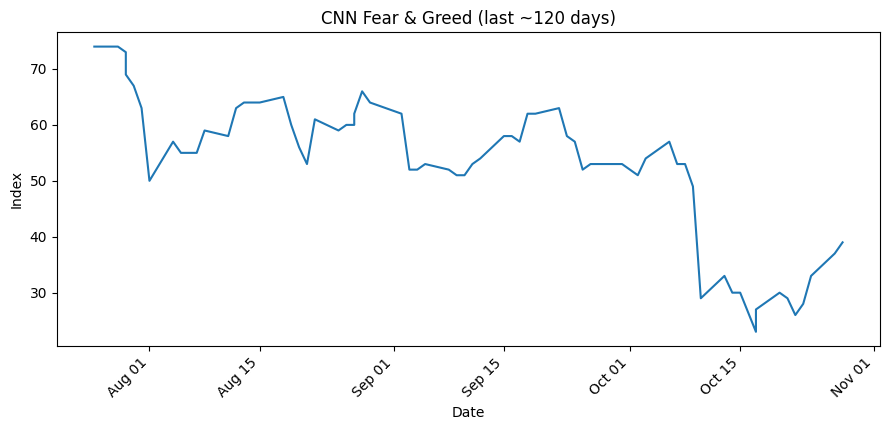 CNN Fear & Greed (last ~120 days)
Index
70
60
50
40
30
Aug 01
Aug 15
Sep 01
Sep 15
Oct 01
Oct 15
Nov 01
Date